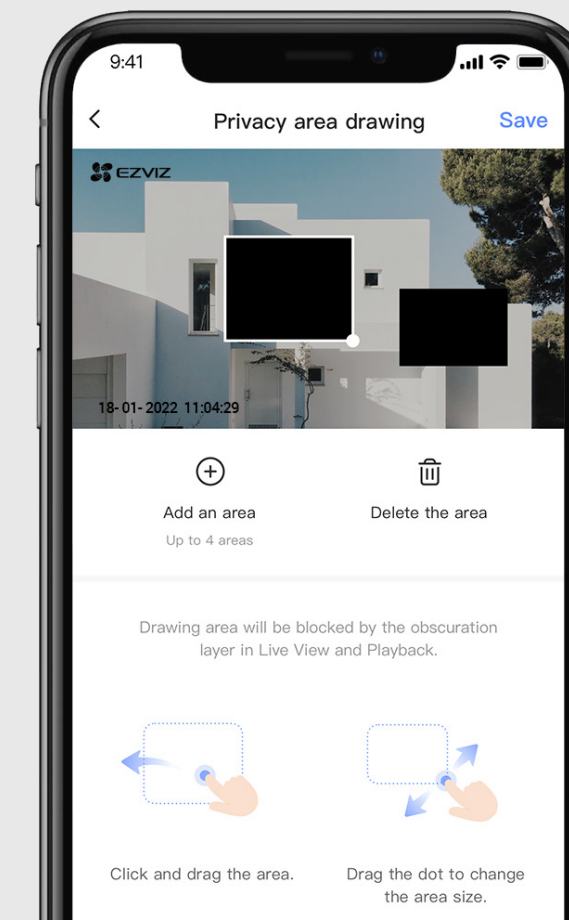 9:41
Privacy area drawing
Save
EZVIZ
18-01-2022 11:04:29
Add an area
Delete the area
Up to 4 areas
Drawing area will be blocked by the obscuration
layer in Live View and Playback.
Click and drag the area.
Drag the dot to change
the area size.